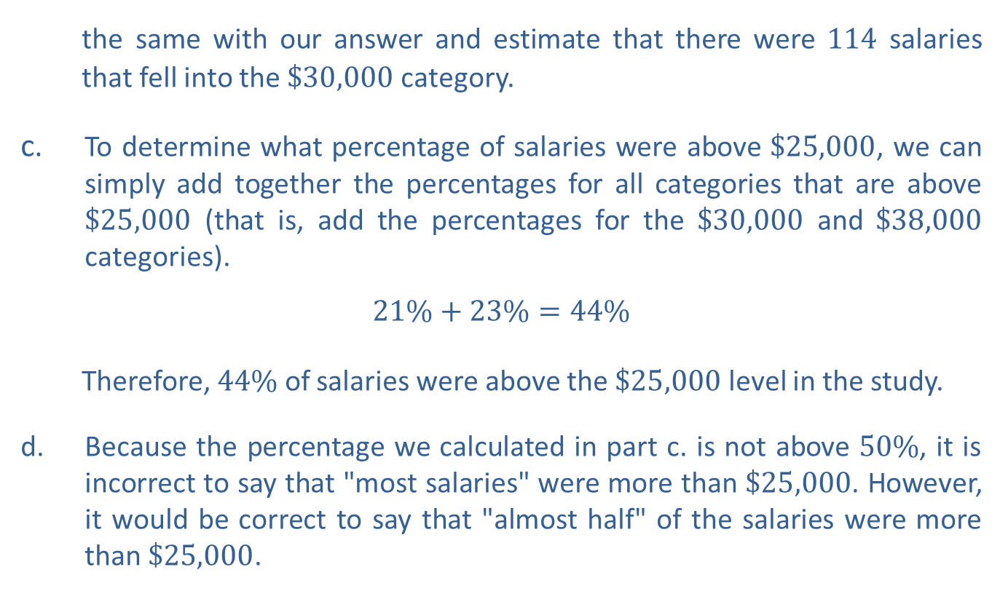 the same with our answer and estimate that there were 114 salaries
that fell into the $30,000 category.
c. To determine what percentage of salaries were above $25,000, we can
simply add together the percentages for all categories that are above
$25,000 (that is, add the percentages for the $30,000 and $38,000
categories).
21% + 23% = 44%
Therefore, 44% of salaries were above the $25,000 level in the study.
d. Because the percentage we calculated in part c. is not above 50%, it is
incorrect to say that "most salaries" were more than $25,000. However,
it would be correct to say that "almost half" of the salaries were more
than $25,000.